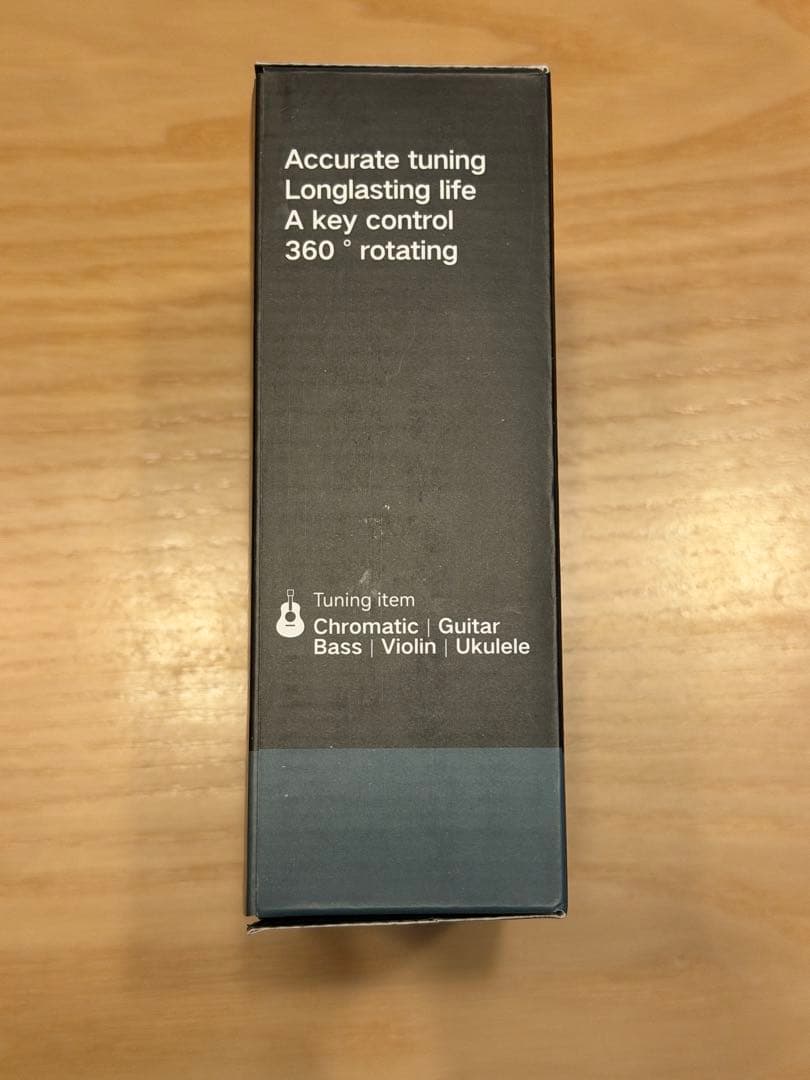 Accurate tuning
Longlasting life
A key control
360 ° rotating
Tuning item
Chromatic | Guitar
Bass | Violin | Ukulele